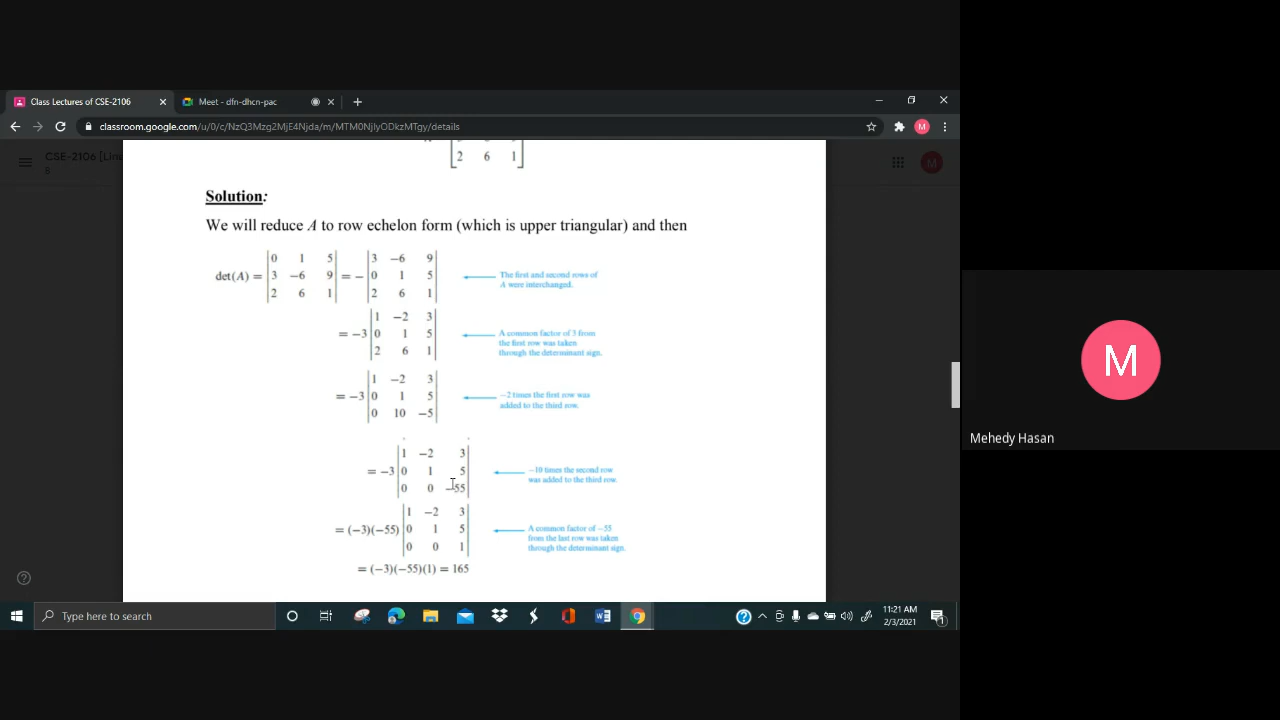 Class Lectures of CSE-2106
Meet - dfn-dhcn-pac
classroom.google.com/u/0/c/NzQ3Mzg2MjE4Njda/m/MTM0NjIyODkzMTgy/details
CSE-2106 [Lin
2 6 1
Solution:
We will reduce A to row echelon form (which is upper triangular) and then
det(A) = |0 1 5| = − |3 −6 9|
|3 −6 9| |0 1 5|
|2 6 1| |2 6 1|
The first and second rows of
A were interchanged.
= −3 |1 −2 3|
|0 1 5|
|2 6 1|
A common factor of 3 from
the first row was taken
through the determinant sign.
= −3 |1 −2 3|
|0 1 5|
|0 10 −5|
−2 times the first row was
added to the third row.
= −3 |1 −2 3|
|0 1 5|
|0 0 −55|
−10 times the second row
was added to the third row.
= (−3)(−55) |1 −2 3|
|0 1 5|
|0 0 1|
A common factor of −55
from the last row was taken
through the determinant sign.
= (−3)(−55)(1) = 165
M
Mehedy Hasan
Type here to search
11:21 AM
2/3/2021